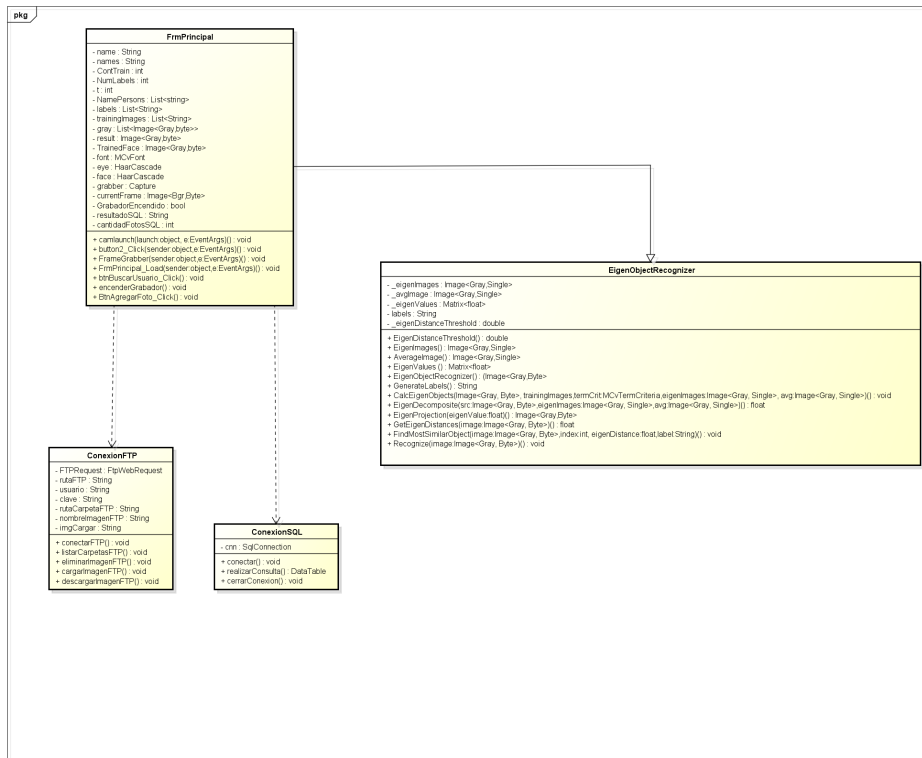 pkg
FrmPrincipal
- name : String
- names : String
- ContTrain : int
- NumLabels : int
- t : int
- NamePersons : List<string>
- labels : List<String>
- trainingImages : List<String>
- gray : List<Image<Gray,byte>>
- result : Image<Gray,byte>
- TrainedFace : Image<Gray,byte>
- font : MCvFont
- eye : HaarCascade
- face : HaarCascade
- grabber : Capture
- currentFrame : Image<Bgr,Byte>
- GrabadorEncendido : bool
- resultadoSQL : String
- cantidadFotosSQL : int
+ camlaunch(launch:object, e:EventArgs)() : void
+ button2_Click(sender:object,e:EventArgs)() : void
+ FrameGrabber(sender:object,e:EventArgs)() : void
+ FrmPrincipal_Load(sender:object,e:EventArgs)() : void
+ btnBuscarUsuario_Click() : void
+ encenderGrabador() : void
+ BtnAgregarFoto_Click() : void
EigenObjectRecognizer
- _eigenImages : Image<Gray,Single>
- _avgImage : Image<Gray,Single>
- _eigenValues : Matrix<float>
- labels : String
- _eigenDistanceThreshold : double
+ EigenDistanceThreshold() : double
+ EigenImages() : Image<Gray,Single>
+ AverageImage() : Image<Gray,Single>
+ EigenValues () : Matrix<float>
+ EigenObjectRecognizer() : (Image<Gray,Byte>
+ GenerateLabels() : String
+ CalcEigenObjects(Image<Gray, Byte>, trainingImages,termCrit:MCvTermCriteria,eigenImages:Image<Gray, Single>, avg:Image<Gray, Single>)() : void
+ EigenDecomposite(src:Image<Gray, Byte>,eigenImages:Image<Gray, Single>,avg:Image<Gray, Single>)() : float
+ EigenProjection(eigenValue:float)() : Image<Gray,Byte>
+ GetEigenDistances(image:Image<Gray, Byte>)() : float
+ FindMostSimilarObject(image:Image<Gray, Byte>,index:int, eigenDistance:float,label:String)() : void
+ Recognize(image:Image<Gray, Byte>)() : void
ConexionFTP
- FTPRequest : FtpWebRequest
- rutaFTP : String
- usuario : String
- clave : String
- rutaCarpetaFTP : String
- nombreImagenFTP : String
- imgCargar : String
+ conectarFTP() : void
+ listarCarpetasFTP() : void
+ eliminarImagenFTP() : void
+ cargarImagenFTP() : void
+ descargarImagenFTP() : void
ConexionSQL
- cnn : SqlConnection
+ conectar() : void
+ realizarConsulta() : DataTable
+ cerrarConexion() : void